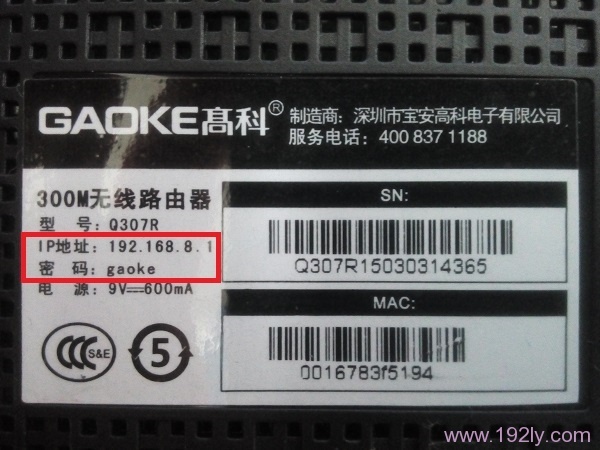 GAOKE高科® 制造商：深圳市宝安高科电子有限公司
服务电话：400 837 1188
300M无线路由器
型 号：Q307R
IP地址：192.168.8.1
密 码：gaoke
电 源：9V⎓600mA
SN:
Q307R15030314365
MAC:
0016783f5194
CCC S&E
5
www.192ly.com